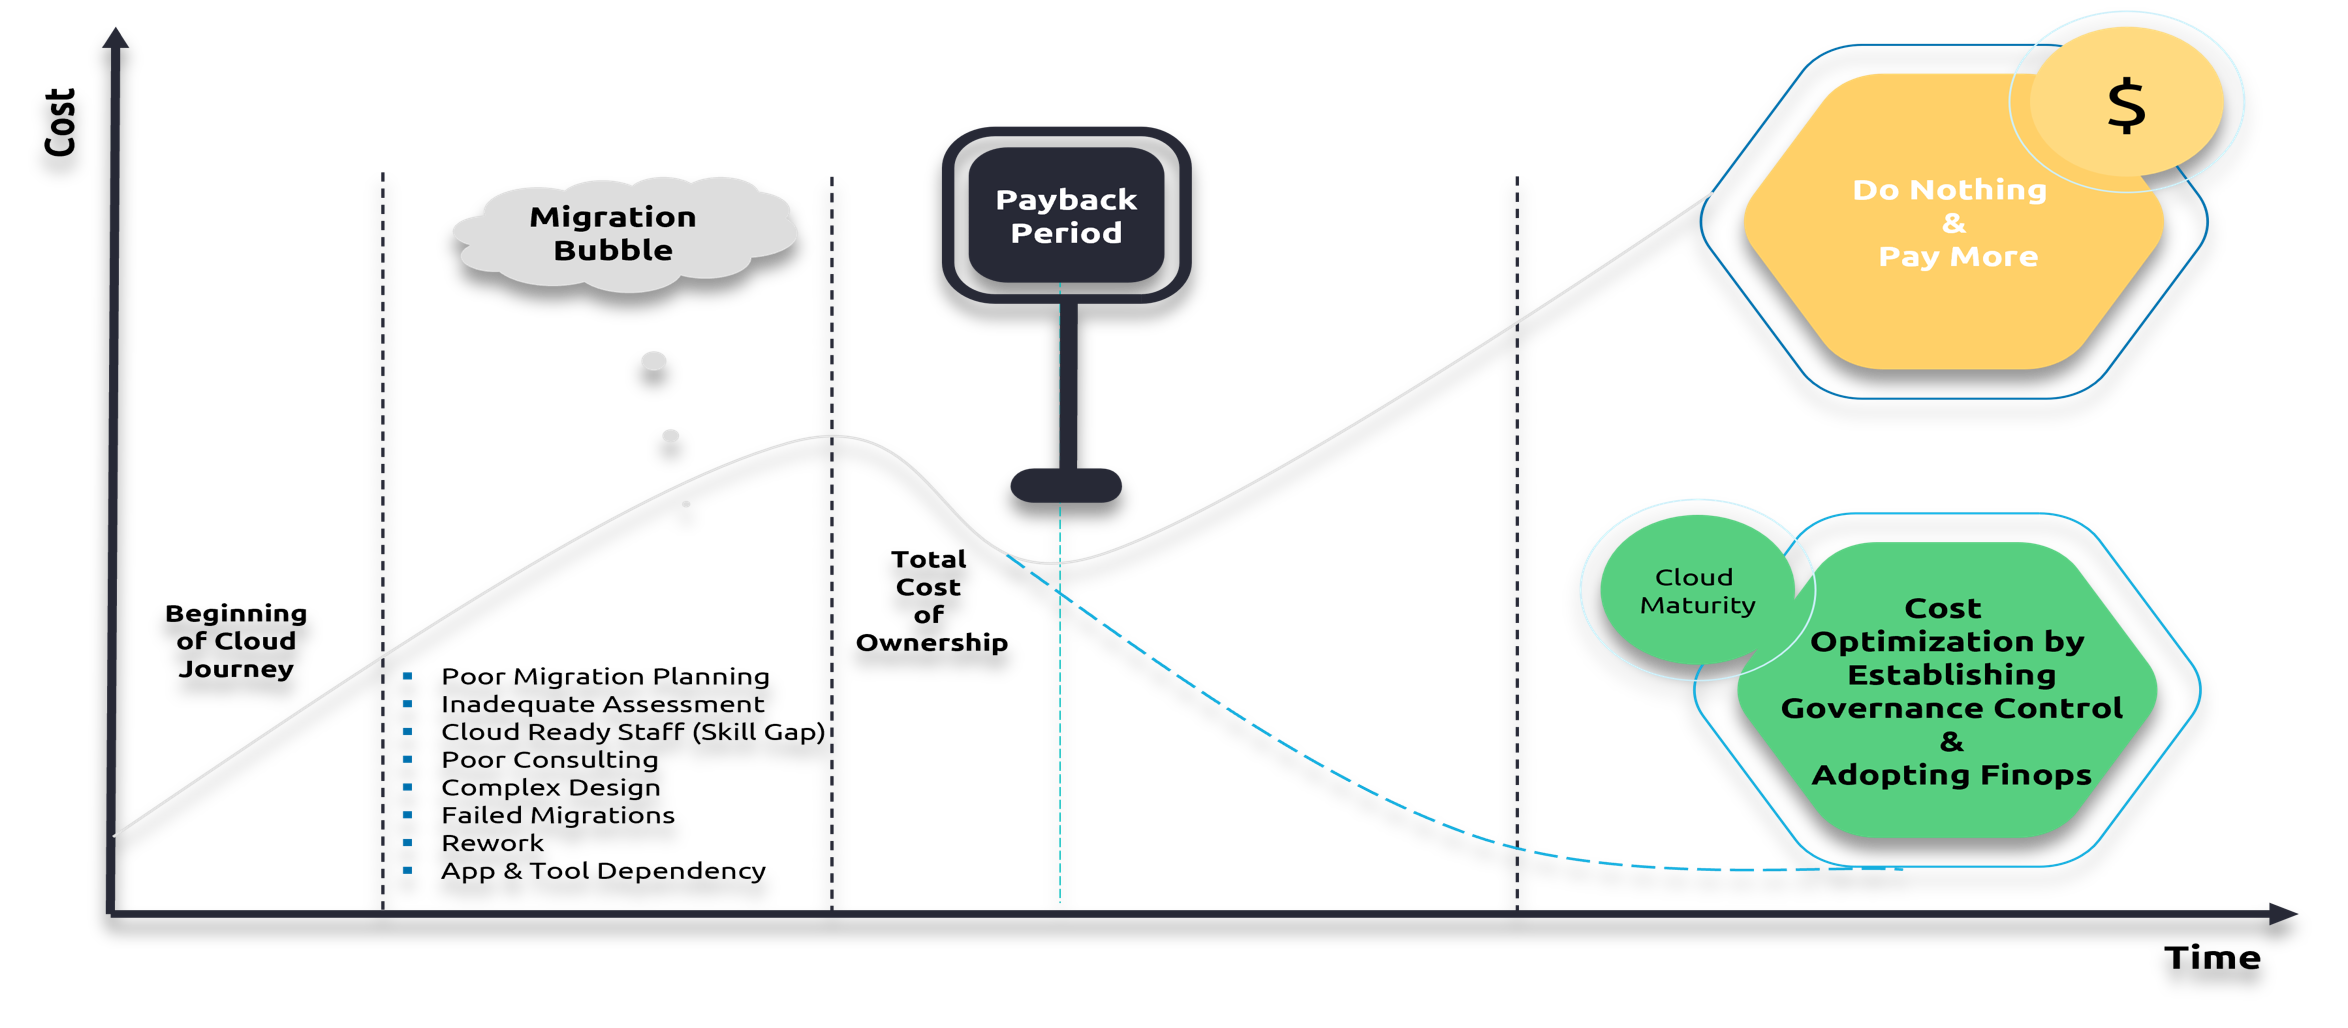 Cost
Migration
Bubble
Payback
Period
$
Do Nothing
&
Pay More
Beginning
of Cloud
Journey
Poor Migration Planning
Inadequate Assessment
Cloud Ready Staff (Skill Gap)
Poor Consulting
Complex Design
Failed Migrations
Rework
App & Tool Dependency
Total
Cost
of
Ownership
Cloud
Maturity
Cost
Optimization by
Establishing
Governance Control
&
Adopting Finops
Time